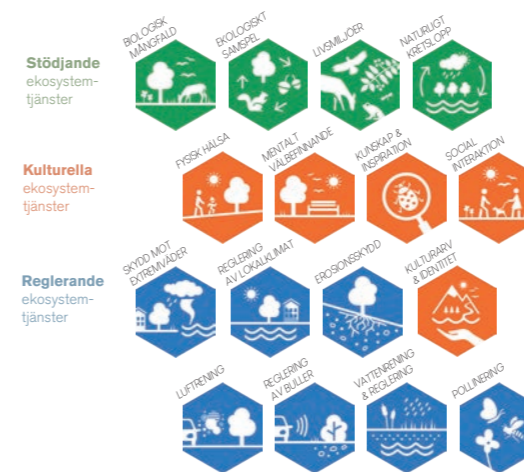 BIOLOGISK
MÅNGFALD
EKOLOGISKT
SAMSPEL
LIVSMILJÖER
NATURLIGT
KRETSLOPP
Stödjande
ekosystem-
tjänster
FYSISK HÄLSA
MENTALT
VÄLBEFINNANDE
KUNSKAP &
INSPIRATION
SOCIAL
INTERAKTION
Kulturella
ekosystem-
tjänster
SKYDD MOT
EXTREMVÄDER
REGLERING
AV LOKALKLIMAT
EROSIONSSKYDD
KULTURARV
& IDENTITET
Reglerande
ekosystem-
tjänster
LUFTRENING
REGLERING
AV BULLER
VATTENRENING
& REGLERING
POLLINERING